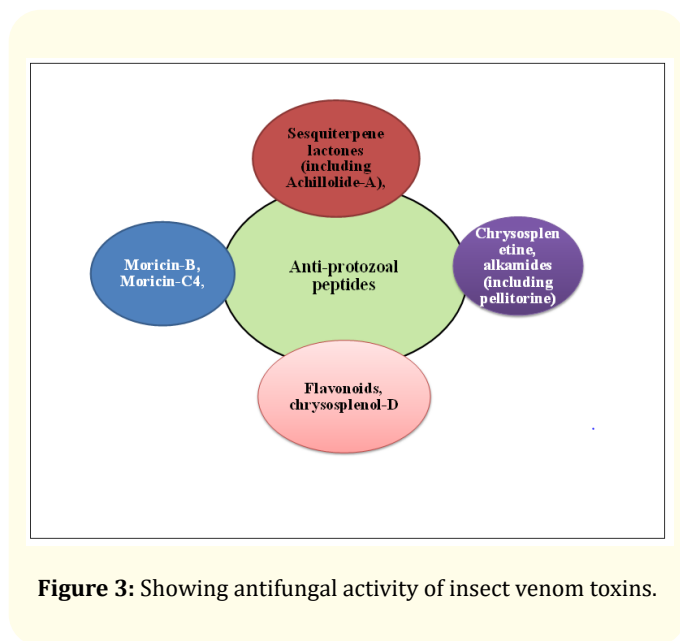 Sesquiterpene
lactones
(including
Achillolide-A),
Moricin-B,
Moricin-C4,
Anti-protozoal
peptides
Chrysosplen
etine,
alkamides
(including
pellitorine)
Flavonoids,
chrysosplenol-D
Figure 3: Showing antifungal activity of insect venom toxins.